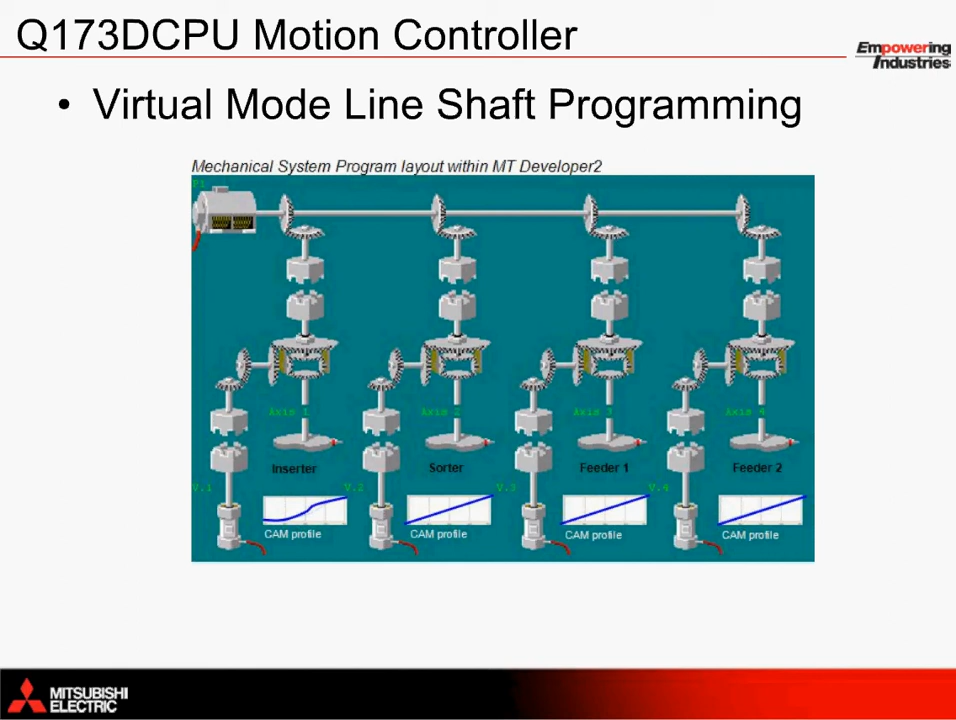 Q173DCPU Motion Controller
Empowering
Industries
• Virtual Mode Line Shaft Programming
Mechanical System Program layout within MT Developer2
P1
Axis 1
Axis 2
Axis 3
Axis 4
Inserter
Sorter
Feeder 1
Feeder 2
V.1
V.2
V.3
V.4
CAM profile
CAM profile
CAM profile
CAM profile
MITSUBISHI
ELECTRIC